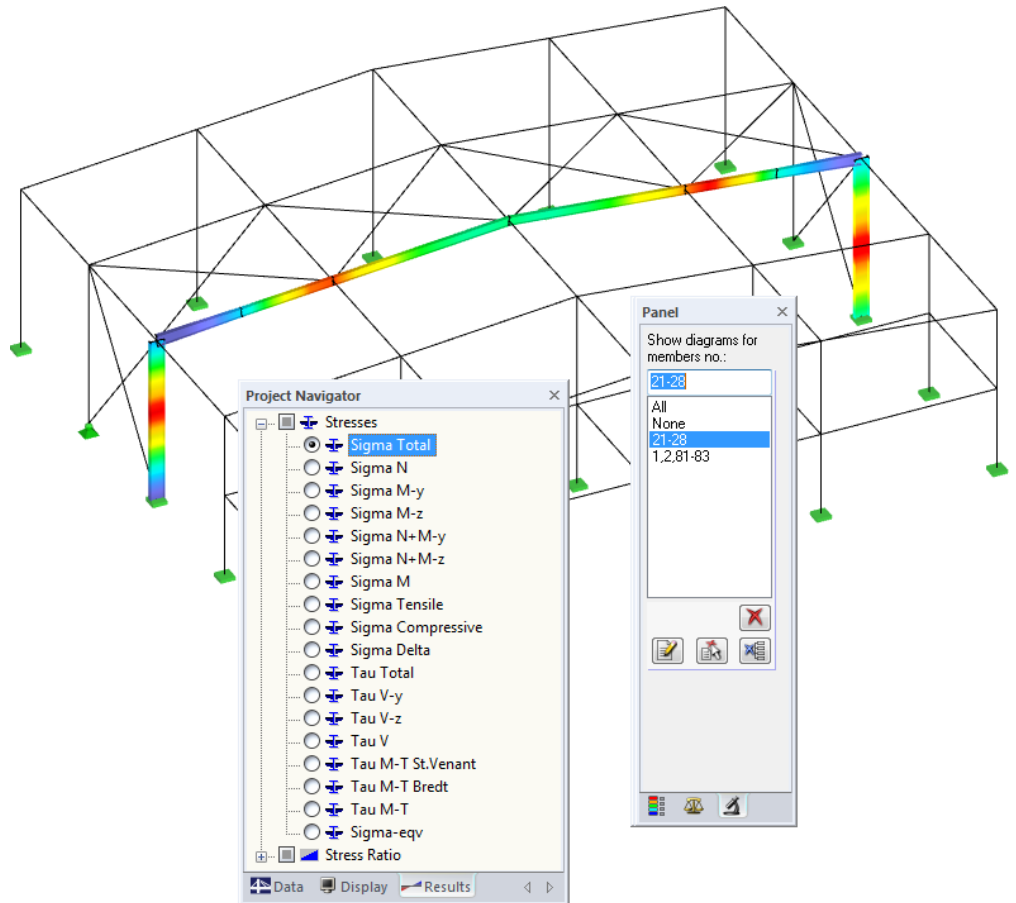 Panel
Show diagrams for
members no.:
21-28
All
None
21-28
1,2,81-83
Project Navigator
Stresses
Sigma Total
Sigma N
Sigma M-y
Sigma M-z
Sigma N+M-y
Sigma N+M-z
Sigma M
Sigma Tensile
Sigma Compressive
Sigma Delta
Tau Total
Tau V-y
Tau V-z
Tau V
Tau M-T St.Venant
Tau M-T Bredt
Tau M-T
Sigma-eqv
Stress Ratio
Data Display Results